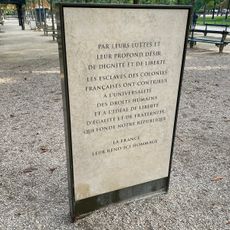 PAR LEURS LUTTES ET
LEUR PROFOND DÉSIR
DE DIGNITÉ ET DE LIBERTÉ
LES ESCLAVES DES COLONIES
FRANÇAISES ONT CONTRIBUÉ
À L'UNIVERSALITÉ
DES DROITS HUMAINS
ET À L'IDÉAL DE LIBERTÉ
D'ÉGALITÉ ET DE FRATERNITÉ
QUI FONDE NOTRE RÉPUBLIQUE
LA FRANCE
LEUR REND ICI HOMMAGE